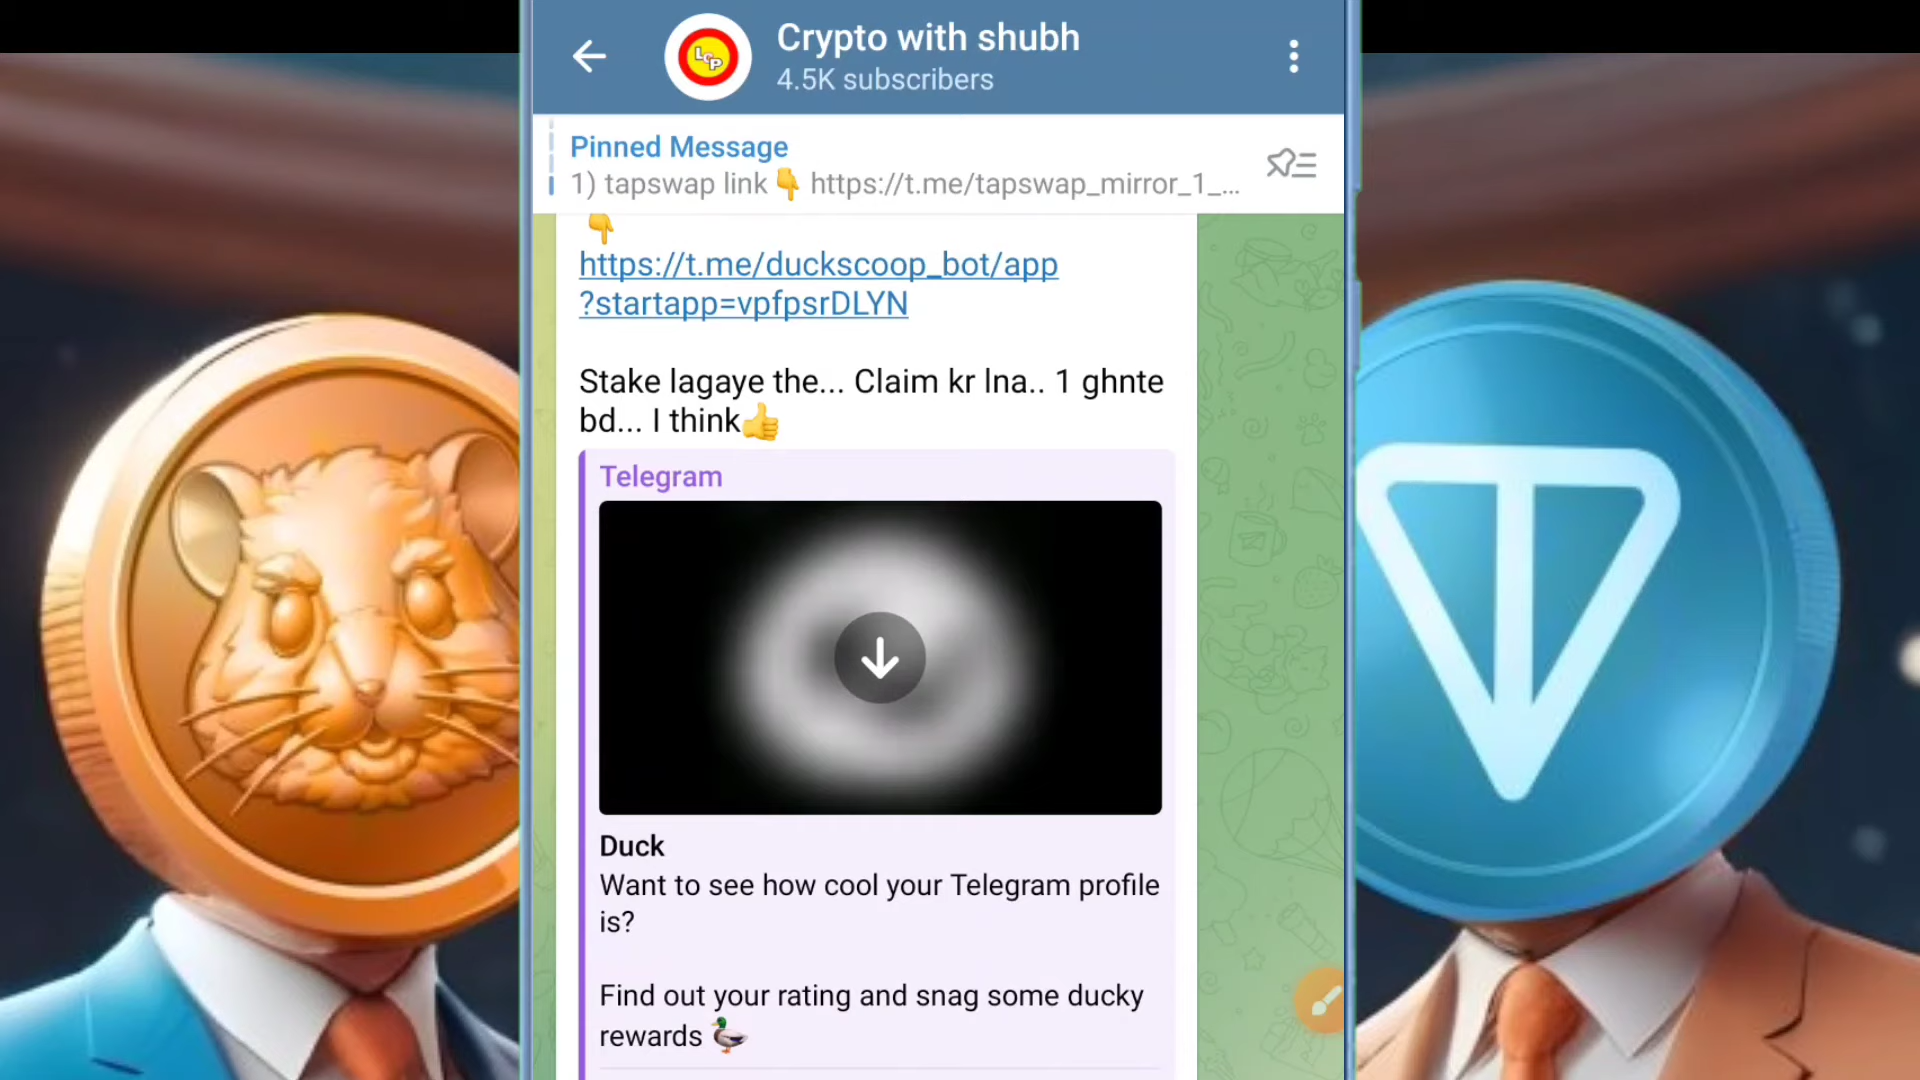 Crypto with shubh
LCP
4.5K subscribers
Pinned Message
1) tapswap link👇 https://t.me/tapswap_mirror_1_...
👇
https://t.me/duckscoop_bot/app
?startapp=vpfpsrDLYN
Stake lagaye the... Claim kr lna.. 1 ghnte
bd... I think👍
Telegram
Duck
Want to see how cool your Telegram profile
is?
Find out your rating and snag some ducky
rewards 🦆